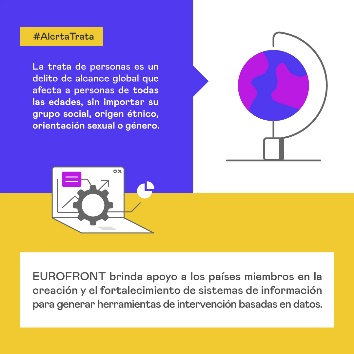 #AlertaTrata
La trata de personas es un
delito de alcance global que
afecta a personas de todas
las edades, sin importar su
grupo social, origen étnico,
orientación sexual o género.
EUROFRONT brinda apoyo a los países miembros en la
creación y el fortalecimiento de sistemas de información
para generar herramientas de intervención basadas en datos.